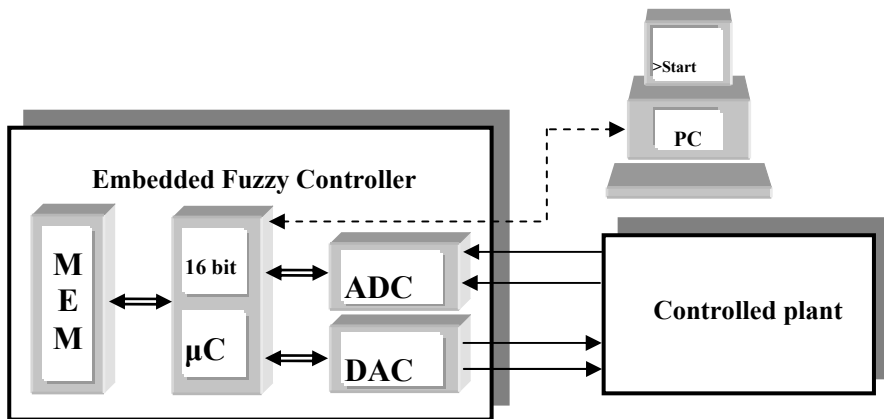 >Start
PC
Embedded Fuzzy Controller
M
E
M
16 bit
µC
ADC
DAC
Controlled plant